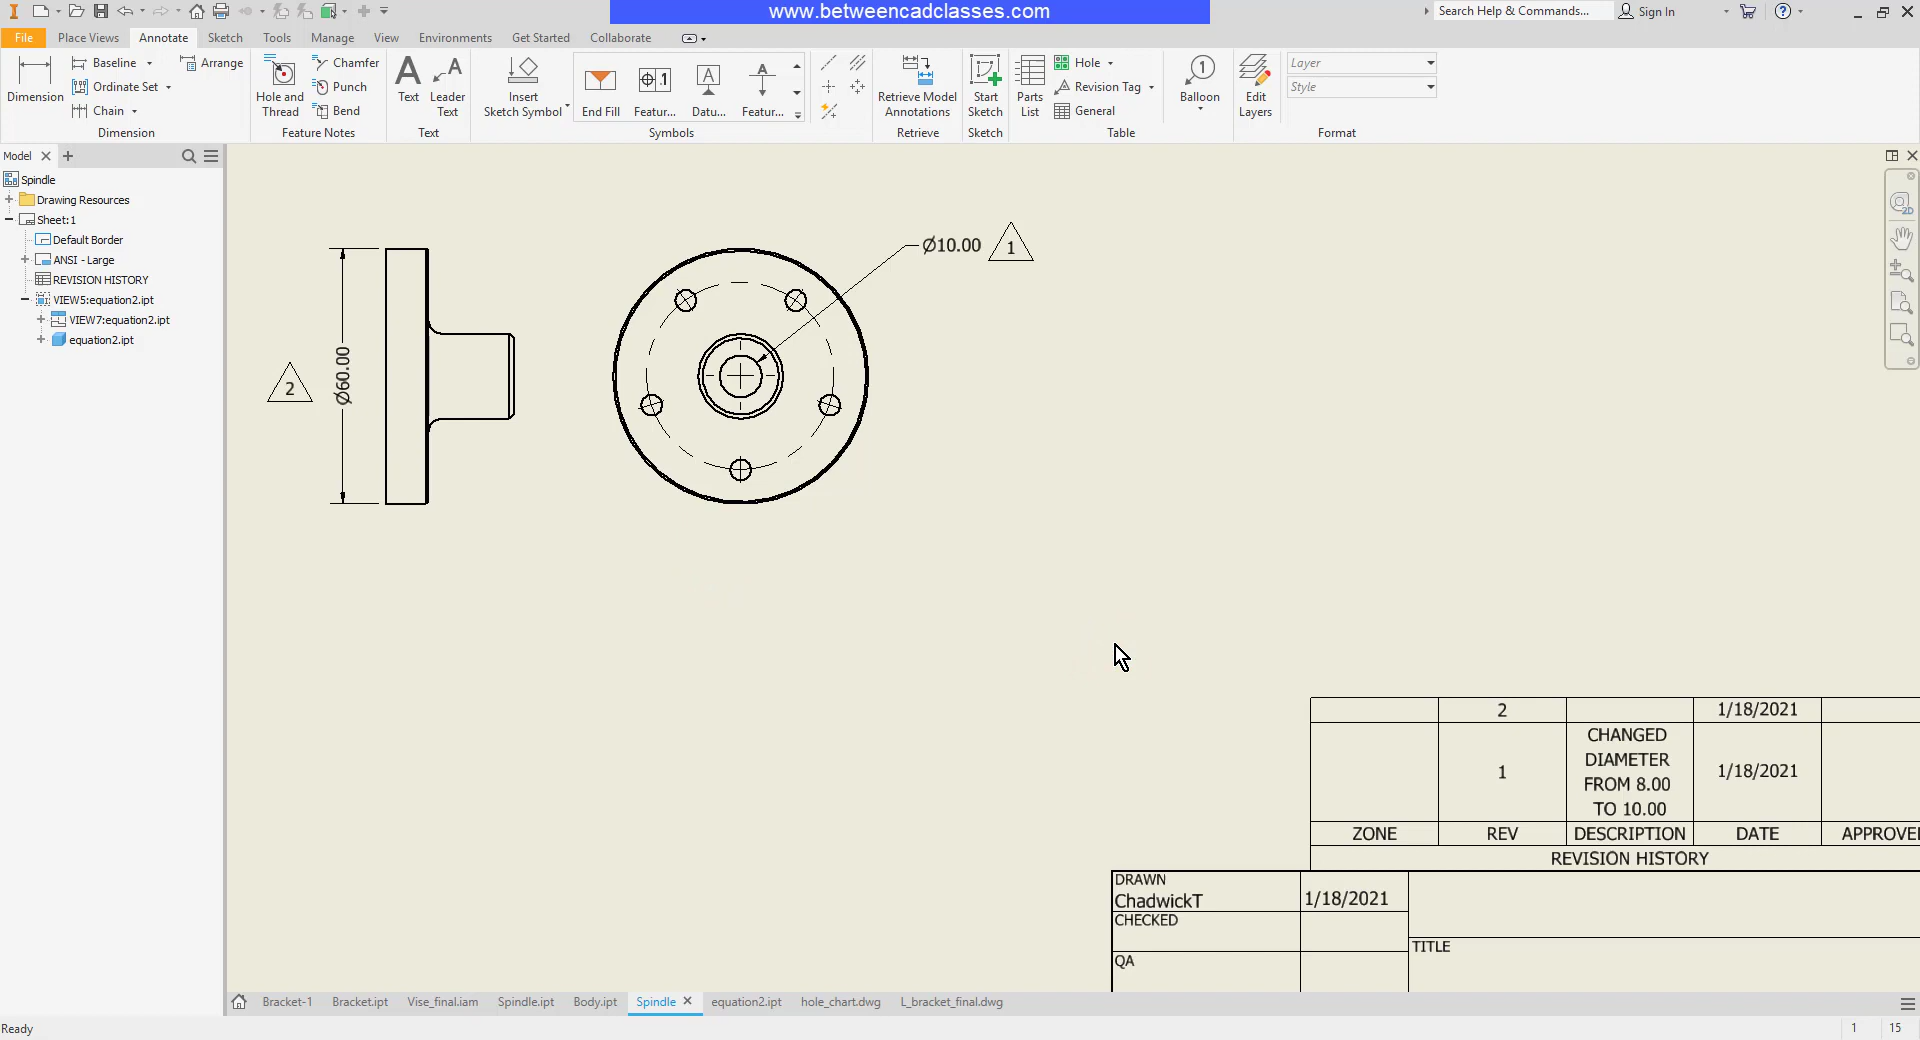 www.betweencadclasses.com
Search Help & Commands...
Sign In
File
Place Views
Annotate
Sketch
Tools
Manage
View
Environments
Get Started
Collaborate
Dimension
Baseline
Ordinate Set
Chain
Arrange
Dimension
Hole and
Thread
Chamfer
Punch
Bend
Feature Notes
Text
Leader
Text
Text
Insert
Sketch Symbol
End Fill
Featur...
Datu...
Featur...
Symbols
Retrieve Model
Annotations
Retrieve
Start
Sketch
Sketch
Parts
List
Hole
Revision Tag
General
Table
Balloon
Edit
Layers
Layer
Style
Format
Model
Spindle
Drawing Resources
Sheet:1
Default Border
ANSI - Large
REVISION HISTORY
VIEW5:equation2.ipt
VIEW7:equation2.ipt
equation2.ipt
Ø10.00
1
2
Ø60.00
2
1/18/2021
1
CHANGED
DIAMETER
FROM 8.00
TO 10.00
1/18/2021
ZONE
REV
DESCRIPTION
DATE
APPROVED
REVISION HISTORY
DRAWN
ChadwickT
1/18/2021
CHECKED
QA
TITLE
Bracket-1
Bracket.ipt
Vise_final.iam
Spindle.ipt
Body.ipt
Spindle
equation2.ipt
hole_chart.dwg
L_bracket_final.dwg
Ready
1
15